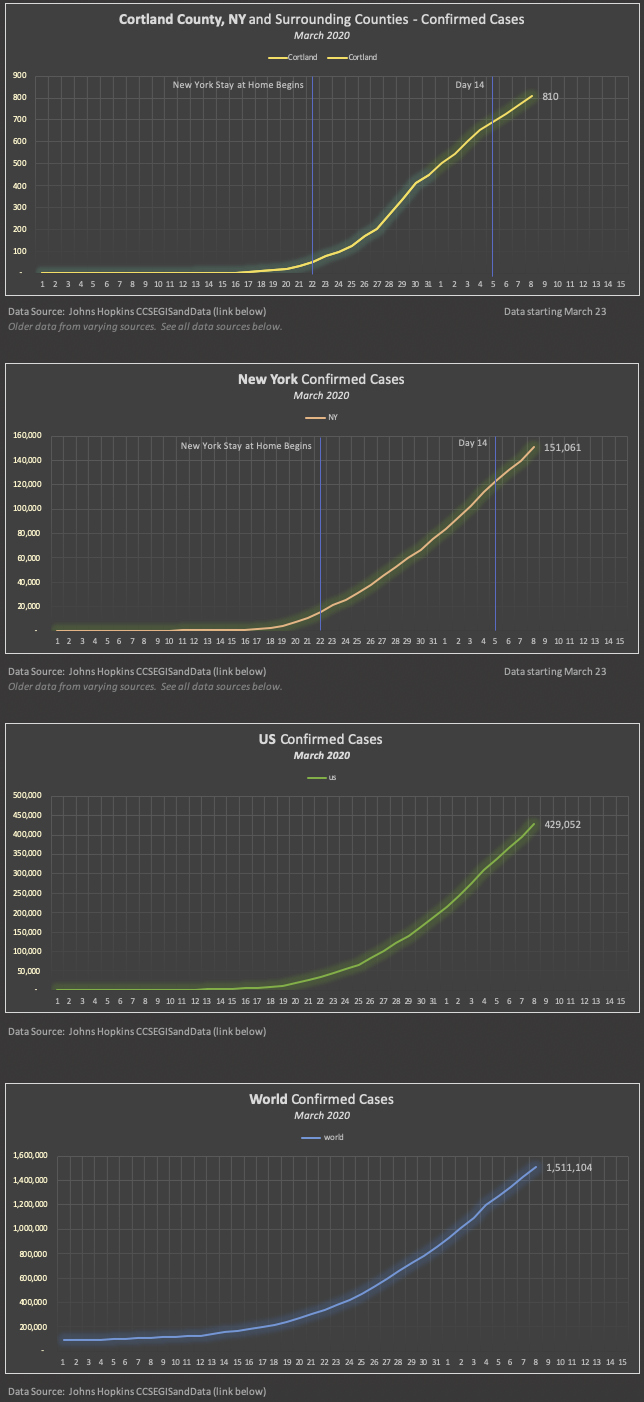 Cortland County, NY and Surrounding Counties - Confirmed Cases
March 2020
Cortland Cortland
New York Stay at Home Begins Day 14
810
900
800
700
600
500
400
300
200
100
-
1 2 3 4 5 6 7 8 9 10 11 12 13 14 15 16 17 18 19 20 21 22 23 24 25 26 27 28 29 30 31 1 2 3 4 5 6 7 8 9 10 11 12 13 14 15
Data Source: Johns Hopkins CCSEGISandData (link below) Data starting March 23
Older data from varying sources. See all data sources below.
New York Confirmed Cases
March 2020
NY
New York Stay at Home Begins Day 14
151,061
160,000
140,000
120,000
100,000
80,000
60,000
40,000
20,000
-
1 2 3 4 5 6 7 8 9 10 11 12 13 14 15 16 17 18 19 20 21 22 23 24 25 26 27 28 29 30 31 1 2 3 4 5 6 7 8 9 10 11 12 13 14 15
Data Source: Johns Hopkins CCSEGISandData (link below) Data starting March 23
Older data from varying sources. See all data sources below.
US Confirmed Cases
March 2020
US
429,052
500,000
450,000
400,000
350,000
300,000
250,000
200,000
150,000
100,000
50,000
-
1 2 3 4 5 6 7 8 9 10 11 12 13 14 15 16 17 18 19 20 21 22 23 24 25 26 27 28 29 30 31 1 2 3 4 5 6 7 8 9 10 11 12 13 14 15
Data Source: Johns Hopkins CCSEGISandData (link below)
World Confirmed Cases
March 2020
world
1,511,104
1,600,000
1,400,000
1,200,000
1,000,000
800,000
600,000
400,000
200,000
-
1 2 3 4 5 6 7 8 9 10 11 12 13 14 15 16 17 18 19 20 21 22 23 24 25 26 27 28 29 30 31 1 2 3 4 5 6 7 8 9 10 11 12 13 14 15
Data Source: Johns Hopkins CCSEGISandData (link below)